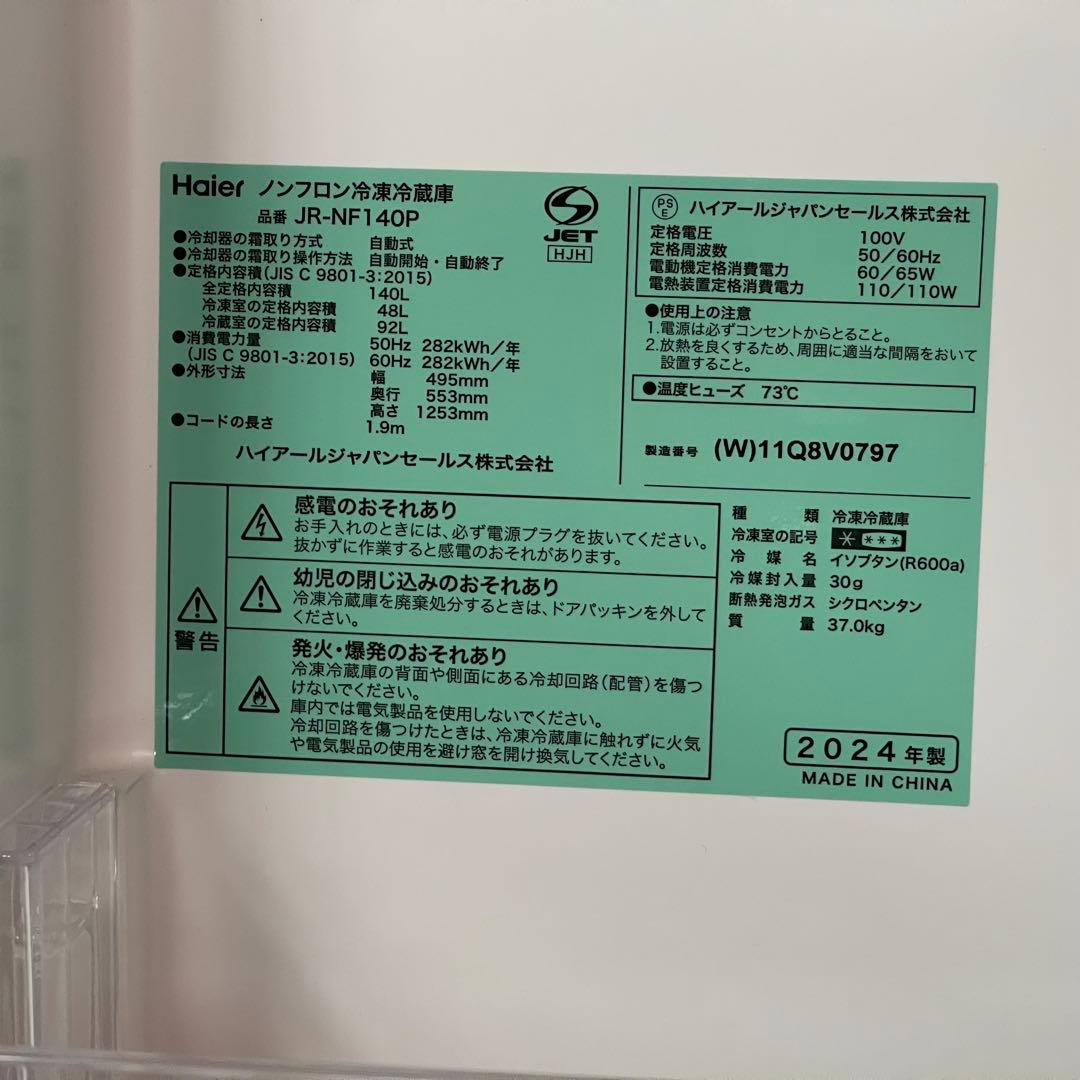 Haier ノンフロン冷凍冷蔵庫
品番 JR-NF140P
●冷却器の霜取り方式 自動式
●冷却器の霜取り操作方法 自動開始・自動終了
●定格内容積(JIS C 9801-3:2015)
全定格内容積 140L
冷凍室の定格内容積 48L
冷蔵室の定格内容積 92L
●消費電力量 50Hz 282kWh/年
(JIS C 9801-3:2015) 60Hz 282kWh/年
●外形寸法 幅 495mm
奥行 553mm
高さ 1253mm
●コードの長さ 1.9m
ハイアールジャパンセールス株式会社
S
JET
HJH
PS
E ハイアールジャパンセールス株式会社
定格電圧 100V
定格周波数 50/60Hz
電動機定格消費電力 60/65W
電熱装置定格消費電力 110/110W
●使用上の注意
1.電源は必ずコンセントからとること。
2.放熱を良くするため、周囲に適当な間隔をおいて
設置すること。
●温度ヒューズ 73℃
製造番号 (W)11Q8V0797
警告
感電のおそれあり
お手入れのときには、必ず電源プラグを抜いてください。
抜かずに作業すると感電のおそれがあります。
幼児の閉じ込みのおそれあり
冷凍冷蔵庫を廃棄処分するときは、ドアパッキンを外して
ください。
発火・爆発のおそれあり
冷凍冷蔵庫の背面や側面にある冷却回路(配管)を傷つ
けないでください。
庫内では電気製品を使用しないでください。
冷却回路を傷つけたときは、冷凍冷蔵庫に触れずに火気
や電気製品の使用を避け窓を開け換気してください。
種類 冷凍冷蔵庫
冷凍室の記号 * ***
冷媒名 イソブタン(R600a)
冷媒封入量 30g
断熱発泡ガス シクロペンタン
質量 37.0kg
2024年製
MADE IN CHINA